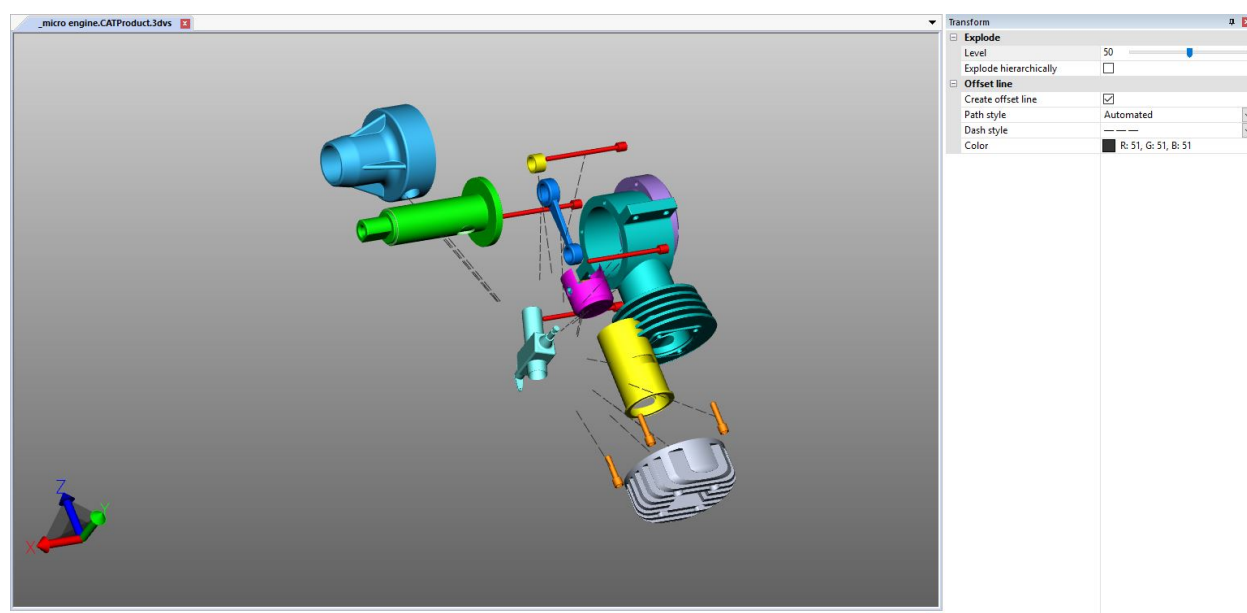 _micro engine.CATProduct.3dvs
Transform
Explode
Level 50
Explode hierarchically
Offset line
Create offset line
Path style Automated
Dash style
Color R: 51, G: 51, B: 51
Z
Y
X